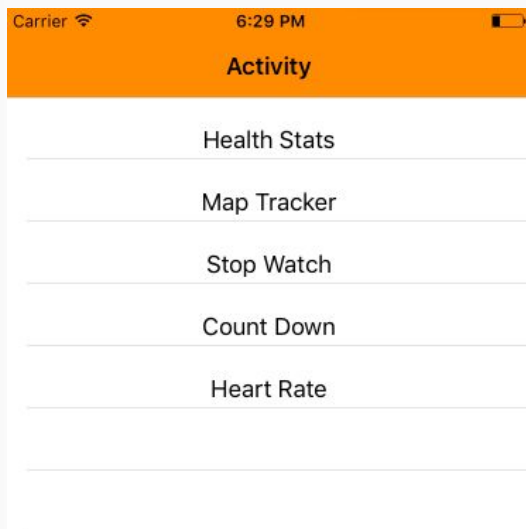 Carrier 6:29 PM
Activity
Health Stats
Map Tracker
Stop Watch
Count Down
Heart Rate